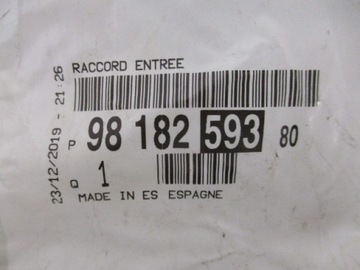 RACCORD ENTREE
23/12/2019 - 21:26
P 98 182 593 80
Q 1
MADE IN ES ESPAGNE